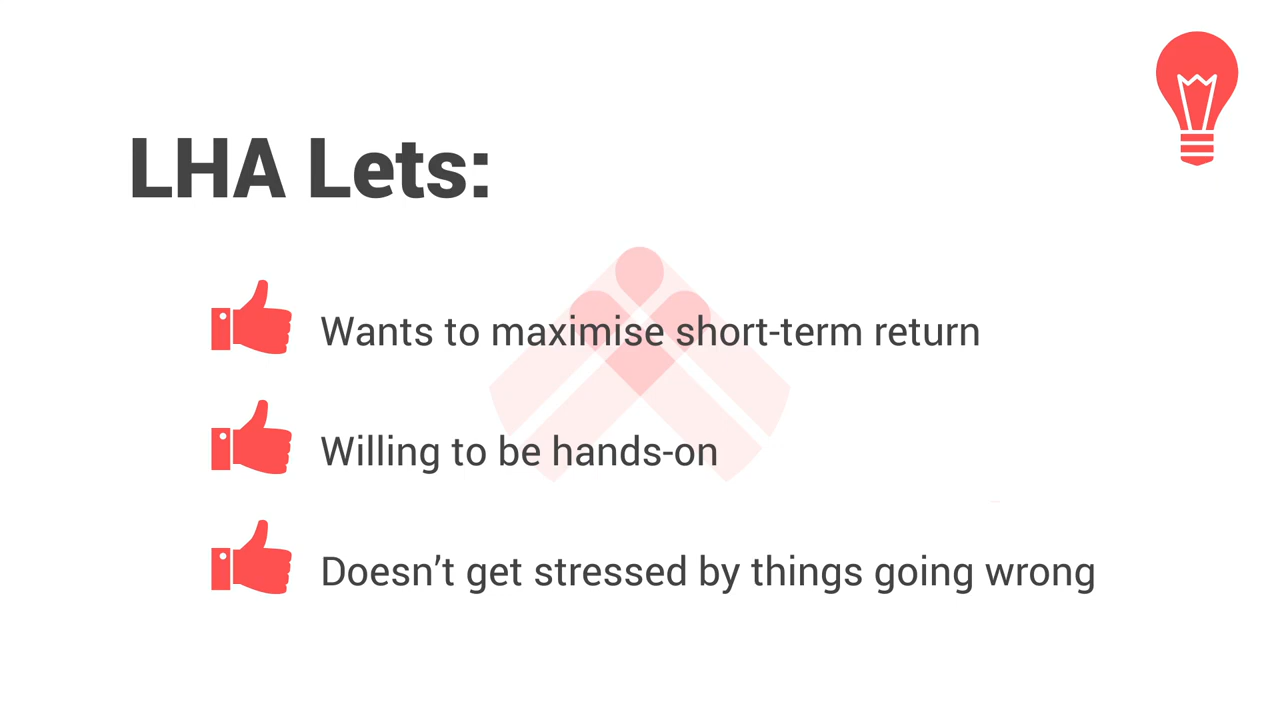 LHA Lets:
Wants to maximise short-term return
Willing to be hands-on
Doesn’t get stressed by things going wrong